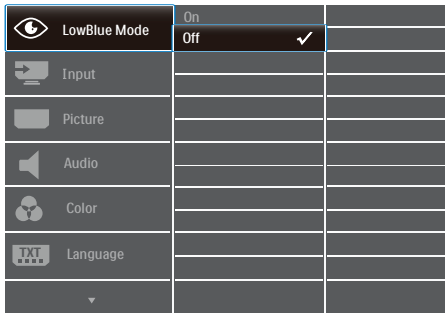 LowBlue Mode
On
Off
Input
Picture
Audio
Color
TXT
Language